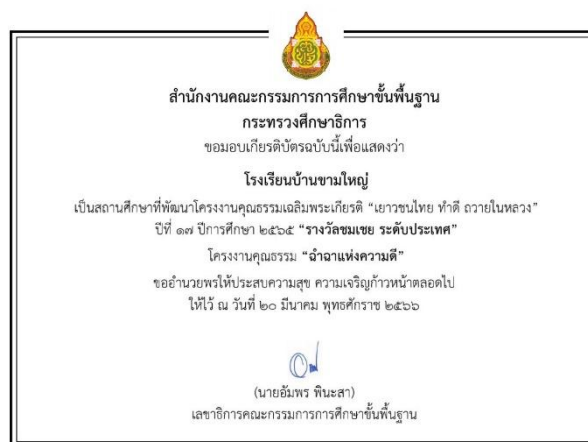 สำนักงานคณะกรรมการการศึกษาขั้นพื้นฐาน
กระทรวงศึกษาธิการ
ขอมอบเกียรติบัตรฉบับนี้เพื่อแสดงว่า
โรงเรียนบ้านขามใหญ่
เป็นสถานศึกษาที่พัฒนาโครงงานคุณธรรมเฉลิมพระเกียรติ “เยาวชนไทย ทำดี ถวายในหลวง”
ปีที่ ๑๗ ปีการศึกษา ๒๕๖๕ “รางวัลชมเชย ระดับประเทศ”
โครงงานคุณธรรม “ฉำฉาแห่งความดี”
ขออำนวยพรให้ประสบความสุข ความเจริญก้าวหน้าตลอดไป
ให้ไว้ ณ วันที่ ๒๐ มีนาคม พุทธศักราช ๒๕๖๖
(นายอัมพร พินะสา)
เลขาธิการคณะกรรมการการศึกษาขั้นพื้นฐาน